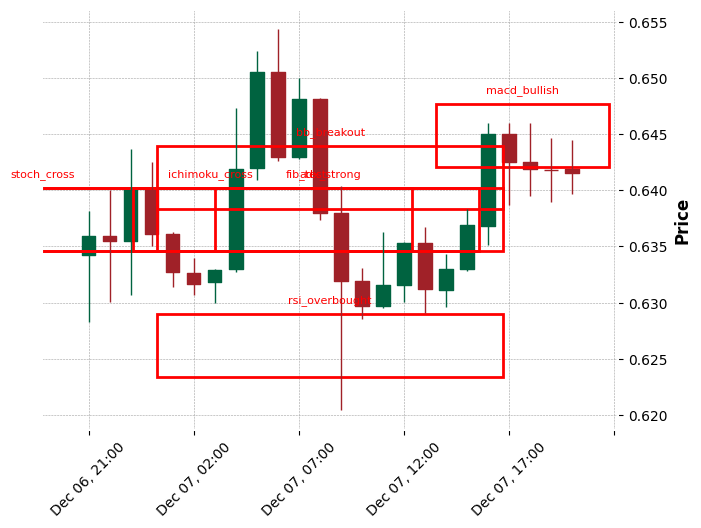 0.655
macd_bullish
0.650
bb_breakout
0.645
stoch_cross
ichimoku_cross
0.640
Price
0.635
rsi_overbought
0.630
0.625
0.620
Dec 06, 21:00
Dec 07, 02:00
Dec 07, 07:00
Dec 07, 12:00
Dec 07, 17:00